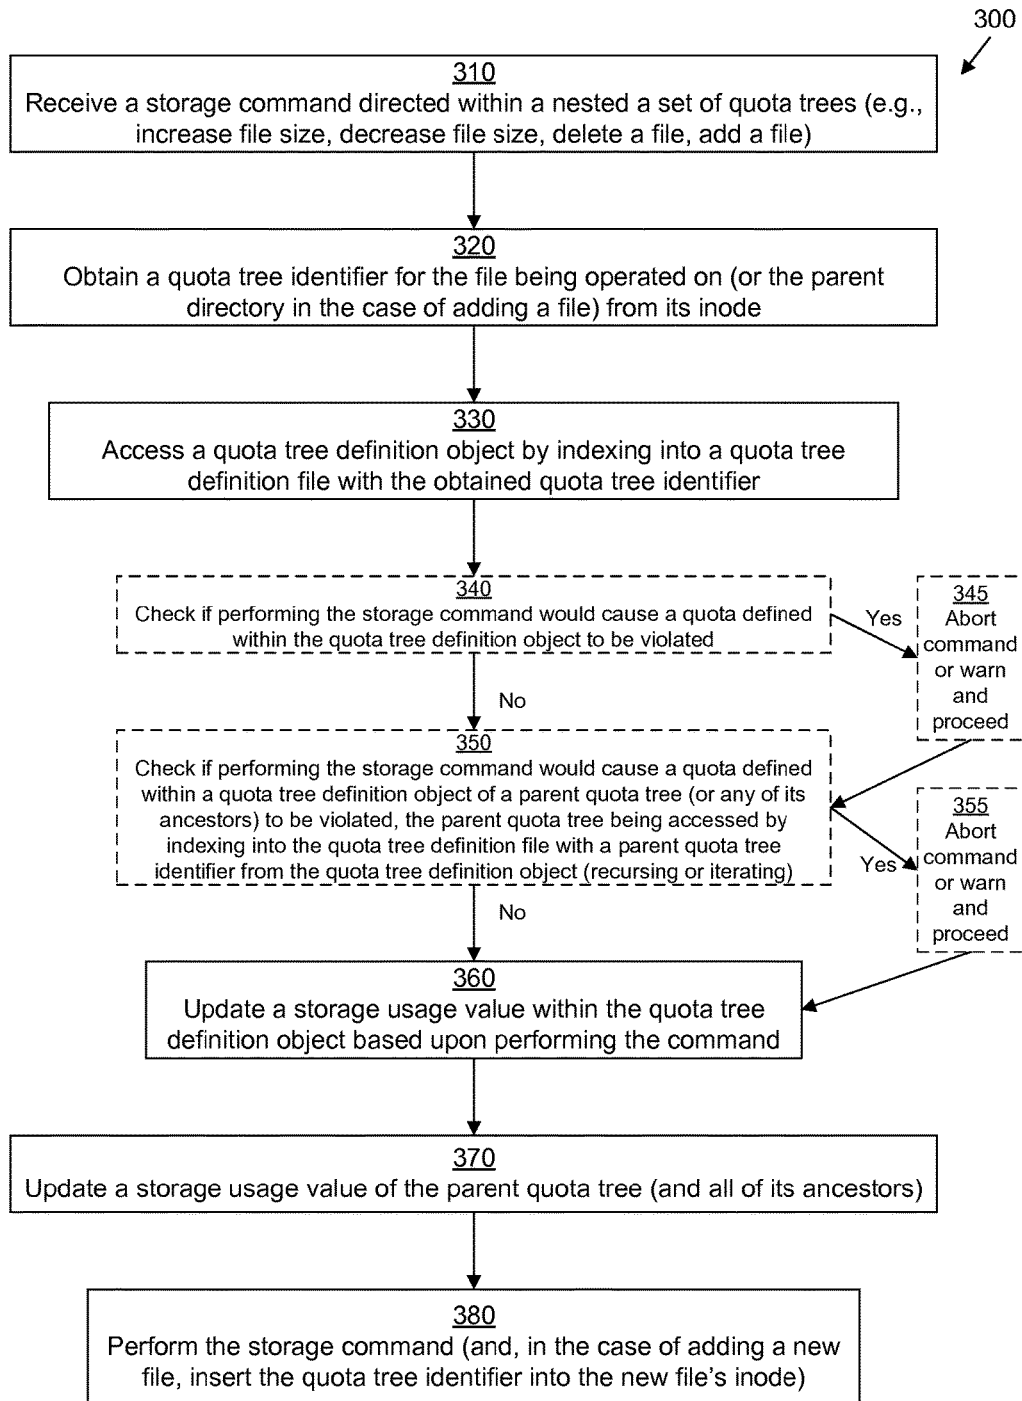 300
310
Receive a storage command directed within a nested a set of quota trees (e.g.,
increase file size, decrease file size, delete a file, add a file)
320
Obtain a quota tree identifier for the file being operated on (or the parent
directory in the case of adding a file) from its inode
330
Access a quota tree definition object by indexing into a quota tree
definition file with the obtained quota tree identifier
340
Check if performing the storage command would cause a quota defined
within the quota tree definition object to be violated
Yes
345
Abort
command
or warn
and
proceed
No
350
Check if performing the storage command would cause a quota defined
within a quota tree definition object of a parent quota tree (or any of its
ancestors) to be violated, the parent quota tree being accessed by
indexing into the quota tree definition file with a parent quota tree
identifier from the quota tree definition object (recursing or iterating)
Yes
355
Abort
command
or warn
and
proceed
No
360
Update a storage usage value within the quota tree
definition object based upon performing the command
370
Update a storage usage value of the parent quota tree (and all of its ancestors)
380
Perform the storage command (and, in the case of adding a new
file, insert the quota tree identifier into the new file's inode)